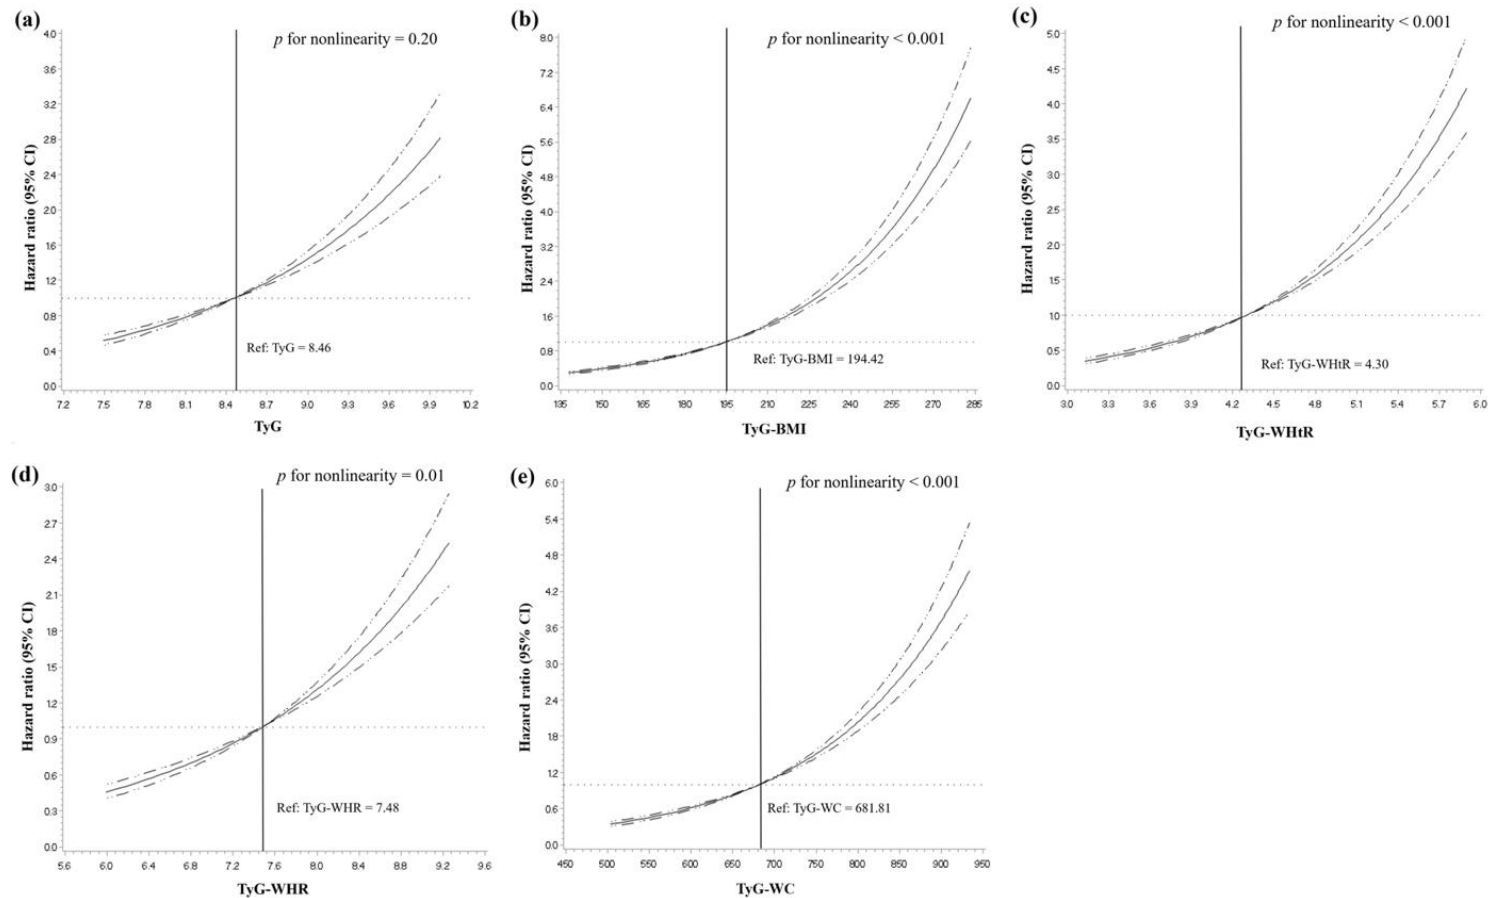 (a)
p for nonlinearity = 0.20
Hazard ratio (95% CI)
4.0
3.6
3.2
2.8
2.4
2.0
1.6
1.2
0.8
0.4
0.0
Ref: TyG = 8.46
7.2 7.5 7.8 8.1 8.4 8.7 9.0 9.3 9.6 9.9 10.2
TyG
(b)
p for nonlinearity < 0.001
Hazard ratio (95% CI)
8.0
7.2
6.4
5.6
4.8
4.0
3.2
2.4
1.6
0.8
0.0
Ref: TyG-BMI = 194.42
135 150 165 180 195 210 225 240 255 270 285
TyG-BMI
(c)
p for nonlinearity < 0.001
Hazard ratio (95% CI)
5.0
4.5
4.0
3.5
3.0
2.5
2.0
1.5
1.0
0.5
0.0
Ref: TyG-WHtR = 4.30
3.0 3.3 3.6 3.9 4.2 4.5 4.8 5.1 5.4 5.7 6.0
TyG-WHtR
(d)
p for nonlinearity = 0.01
Hazard ratio (95% CI)
3.0
2.7
2.4
2.1
1.8
1.5
1.2
0.9
0.6
0.3
0.0
Ref: TyG-WHR = 7.48
5.6 6.0 6.4 6.8 7.2 7.6 8.0 8.4 8.8 9.2 9.6
TyG-WHR
(e)
p for nonlinearity < 0.001
Hazard ratio (95% CI)
6.0
5.4
4.8
4.2
3.6
3.0
2.4
1.8
1.2
0.6
0.0
Ref: TyG-WC = 681.81
450 500 550 600 650 700 750 800 850 900 950
TyG-WC